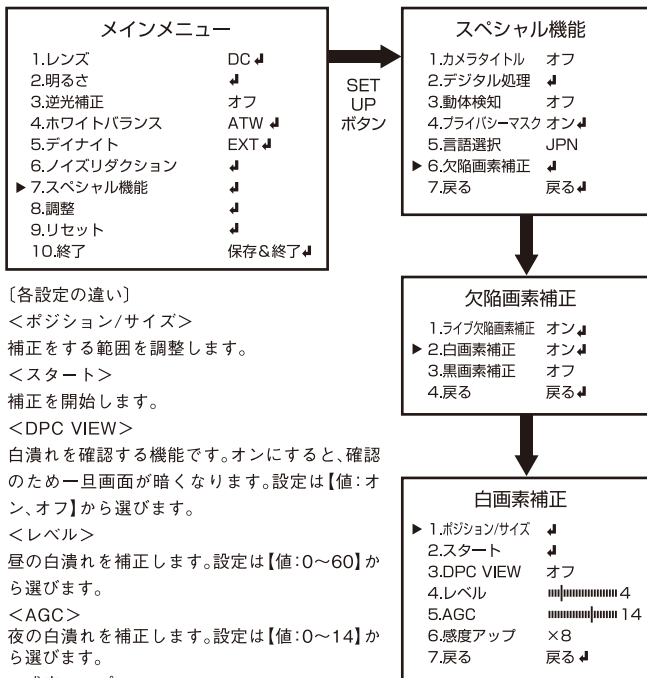 メインメニュー
1.レンズ DC↲
2.明るさ ↲
3.逆光補正 オフ
4.ホワイトバランス ATW ↲
5.デイナイト EXT↲
6.ノイズリダクション ↲
▶7.スペシャル機能 ↲
8.調整 ↲
9.リセット ↲
10.終了 保存&終了↲
SET
UP
ボタン
スペシャル機能
1.カメラタイトル オフ
2.デジタル処理 ↲
3.動体検知 オフ
4.プライバシーマスク オン↲
5.言語選択 JPN
▶6.欠陥画素補正 ↲
7.戻る 戻る↲
欠陥画素補正
1.ライブ欠陥画素補正 オン↲
▶2.白画素補正 オン↲
3.黒画素補正 オフ
4.戻る 戻る↲
白画素補正
▶1.ポジション/サイズ ↲
2.スタート ↲
3.DPC VIEW オフ
4.レベル 4
5.AGC 14
6.感度アップ ×8
7.戻る 戻る↲
〔各設定の違い〕
<ポジション/サイズ>
補正をする範囲を調整します。
<スタート>
補正を開始します。
<DPC VIEW>
白潰れを確認する機能です。オンにすると、確認
のため一旦画面が暗くなります。設定は【値:オ
ン、オフ】から選びます。
<レベル>
昼の白潰れを補正します。設定は【値:0〜60】か
ら選びます。
<AGC>
夜の白潰れを補正します。設定は【値:0〜14】か
ら選びます。